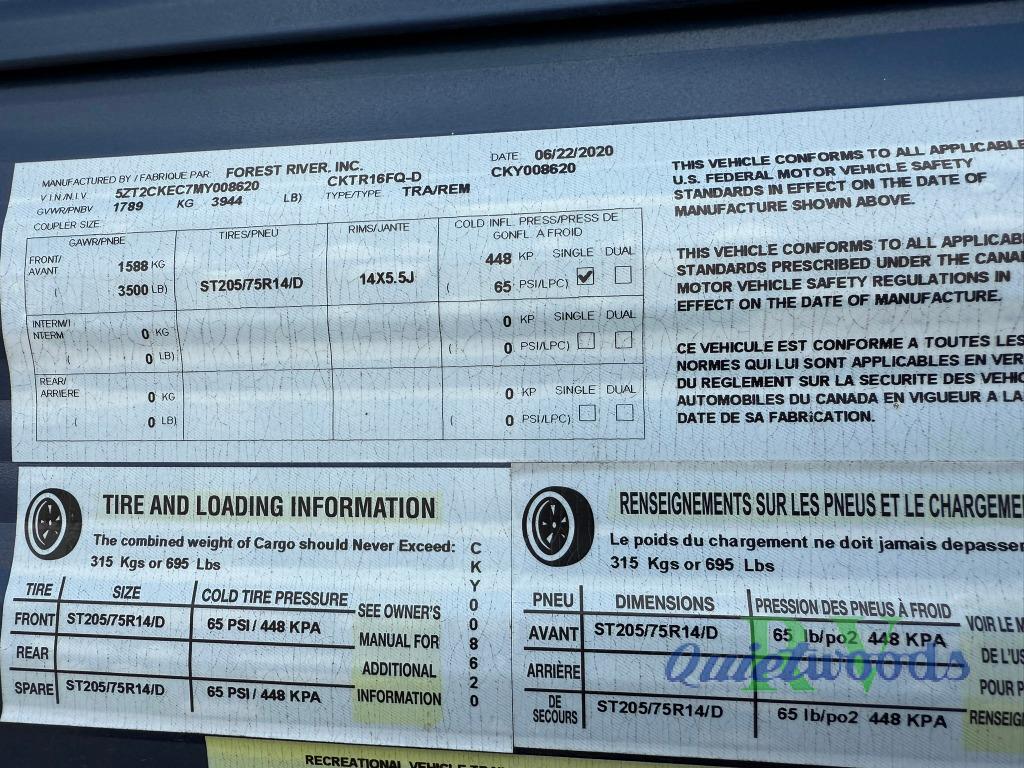 MANUFACTURED BY / FABRIQUE PAR: FOREST RIVER, INC. DATE 06/22/2020
V.I.N./N.I.V. 5ZT2CKEC7MY008620 CKTR16FQ-D CKY008620
GVWR/PNBV 1789 KG 3944 LB) TYPE/TYPE TRA/REM
COUPLER SIZE
GAWR/PNBE TIRES/PNEU RIMS/JANTE COLD INFL. PRESS/PRESS DE
GONFL. A FROID
FRONT/
AVANT 1588 KG 448 KP SINGLE DUAL
( 3500 LB) ST205/75R14/D 14X5.5J ( 65 PSI/LPC)
INTERM/I
NTERM 0 KG 0 KP SINGLE DUAL
( 0 LB) ( 0 PSI/LPC)
REAR/
ARRIERE 0 KG 0 KP SINGLE DUAL
( 0 LB) ( 0 PSI/LPC)
THIS VEHICLE CONFORMS TO ALL APPLICABLE
U.S. FEDERAL MOTOR VEHICLE SAFETY
STANDARDS IN EFFECT ON THE DATE OF
MANUFACTURE SHOWN ABOVE.
THIS VEHICLE CONFORMS TO ALL APPLICABL
STANDARDS PRESCRIBED UNDER THE CANA
MOTOR VEHICLE SAFETY REGULATIONS IN
EFFECT ON THE DATE OF MANUFACTURE.
CE VEHICULE EST CONFORME A TOUTES LES
NORMES QUI LUI SONT APPLICABLES EN VER
DU REGLEMENT SUR LA SECURITE DES VEHIC
AUTOMOBILES DU CANADA EN VIGUEUR A LA
DATE DE SA FABRICATION.
TIRE AND LOADING INFORMATION
The combined weight of Cargo should Never Exceed:
315 Kgs or 695 Lbs
TIRE SIZE COLD TIRE PRESSURE
FRONT ST205/75R14/D 65 PSI / 448 KPA
REAR
SPARE ST205/75R14/D 65 PSI / 448 KPA
SEE OWNER'S
MANUAL FOR
ADDITIONAL
INFORMATION
CKY008620
RENSEIGNEMENTS SUR LES PNEUS ET LE CHARGEME
Le poids du chargement ne doit jamais depasser
315 Kgs or 695 Lbs
PNEU DIMENSIONS PRESSION DES PNEUS À FROID
AVANT ST205/75R14/D 65 lb/po2 448 KPA
ARRIÈRE
DE
SECOURS ST205/75R14/D 65 lb/po2 448 KPA
VOIR LE M
DE L'US
POUR P
RENSEIG
Quietwoods
RV
RECREATIONAL VEHICLE TRA